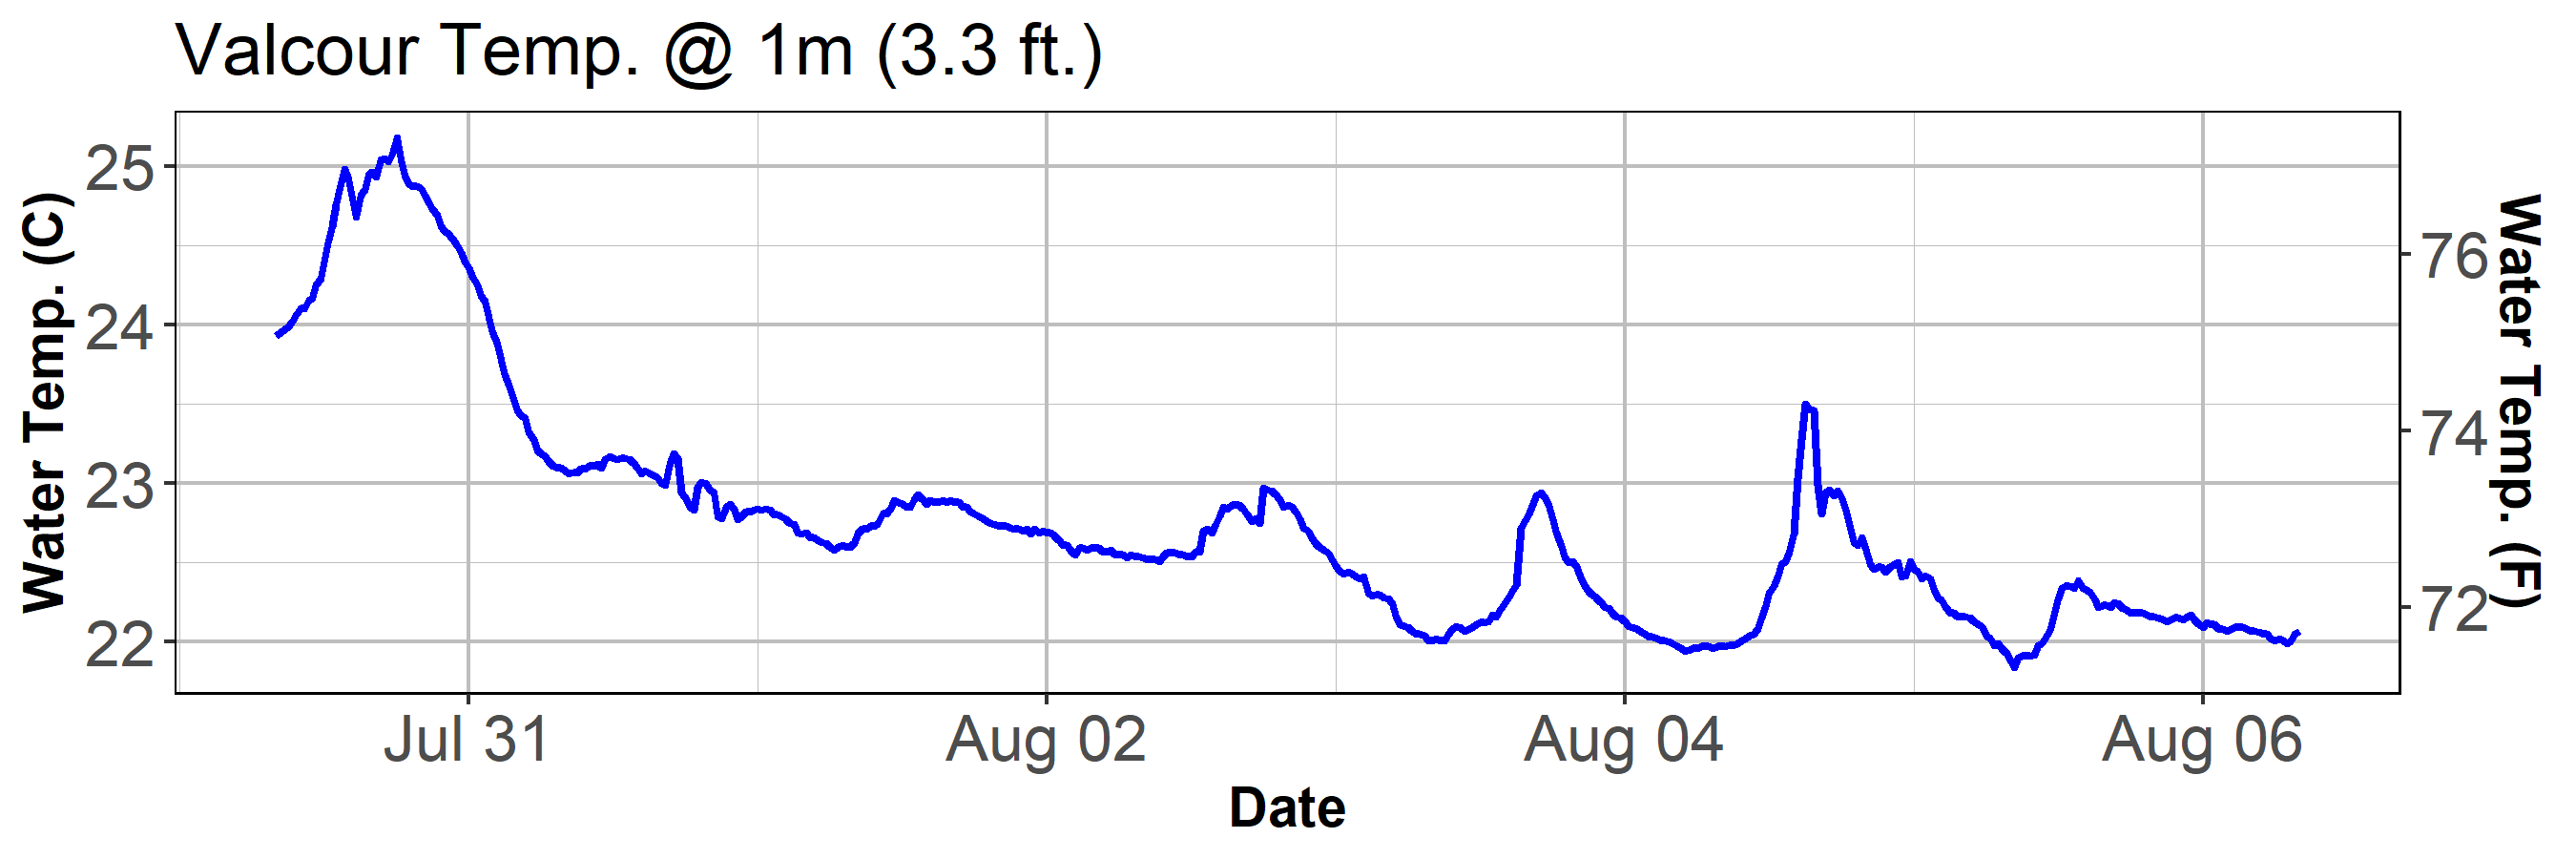 Valcour Temp. @ 1m (3.3 ft.)
Water Temp. (C)
25
24
23
22
76
74
72
Water Temp. (F)
Jul 31
Aug 02
Aug 04
Aug 06
Date